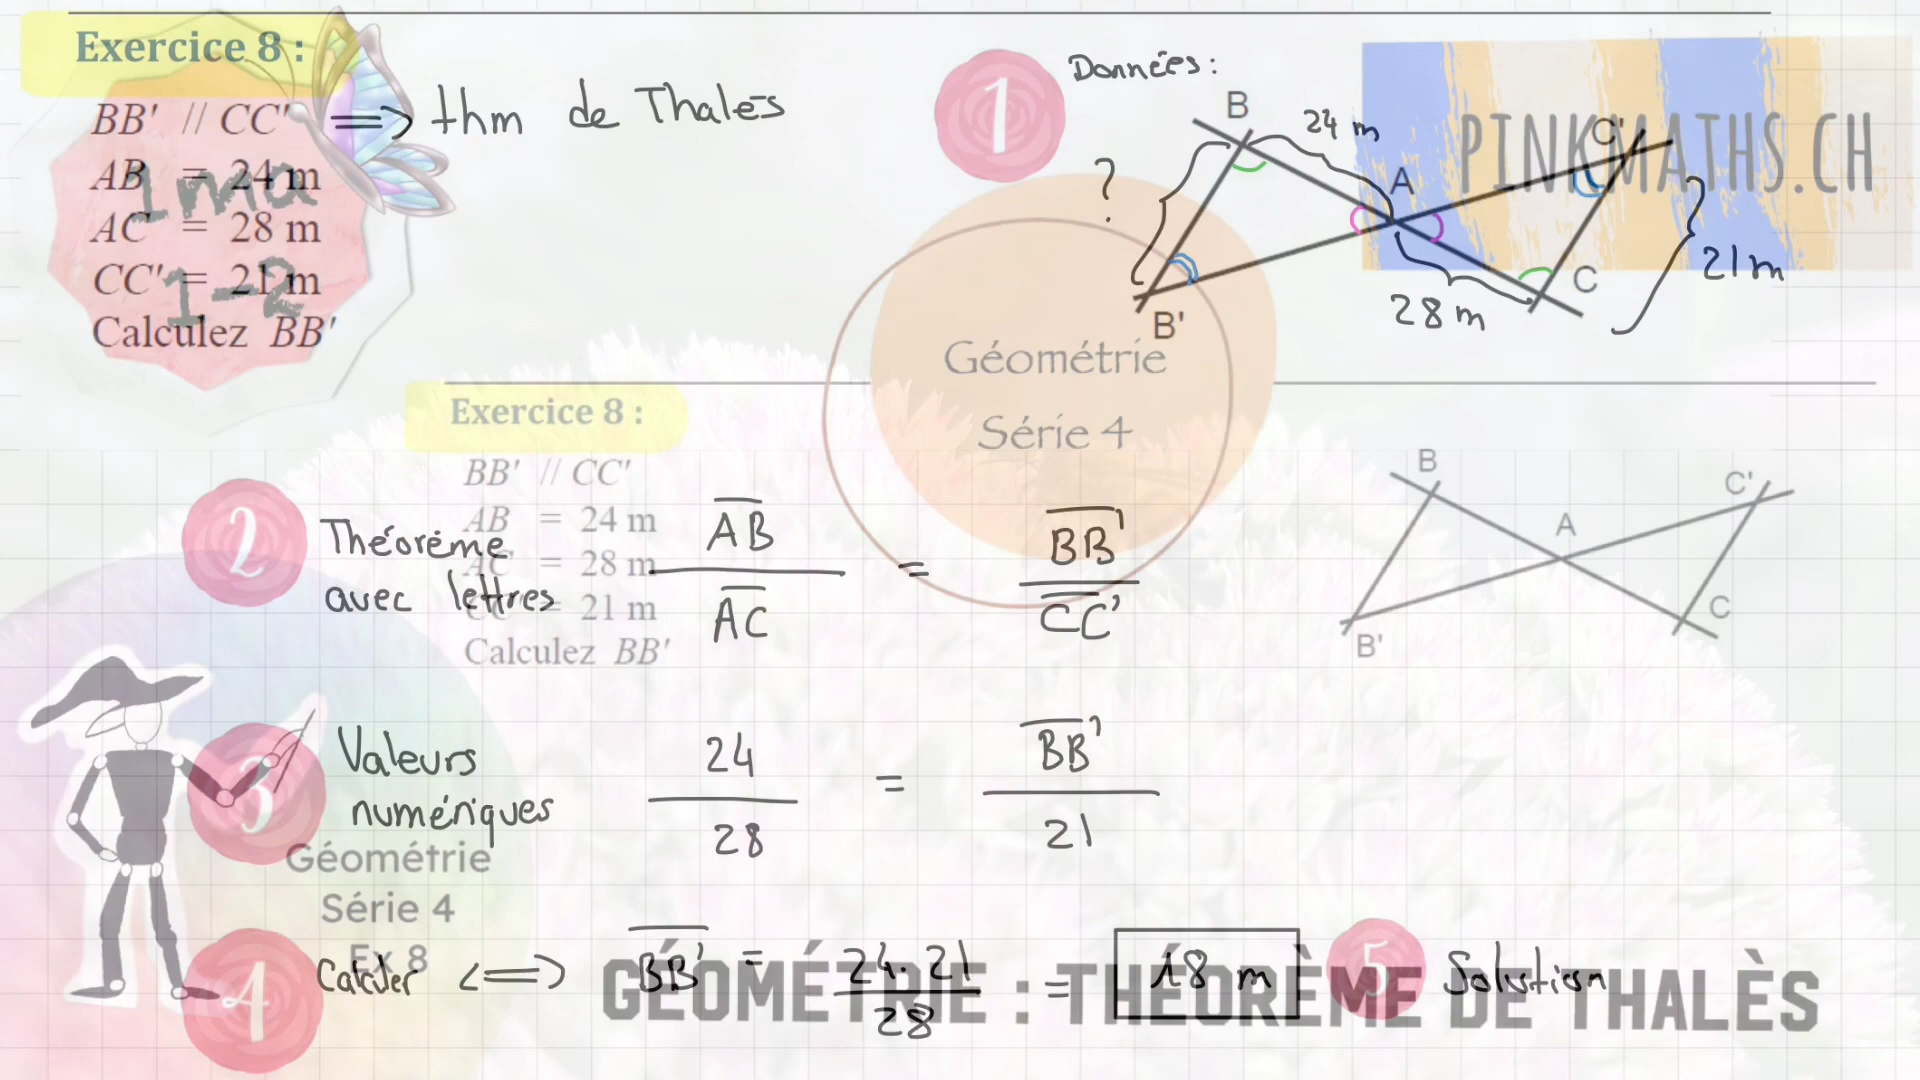 Exercice 8 :
BB' // CC' => thm de Thalès
AB = 24 m
AC = 28 m
CC' = 21 m
Calculez BB'
1ma
1-2
1 Données:
B
24 m
A
C'
?
B'
28 m
C
21 m
PINKMATHS.CH
Géométrie
Série 4
Exercice 8 :
BB' // CC'
AB = 24 m
AC = 28 m
21 m
Calculez BB'
B
C'
A
C
B'
2 Théorème
avec lettres
AB / AC = BB' / CC'
3 Valeurs
numériques
24 / 28 = BB' / 21
Géométrie
Série 4
Ex 8
4 Calculer <=> BB' = 24·21 / 28 = 18 m 5 Solution
GÉOMÉTRIE : THÉORÈME DE THALÈS